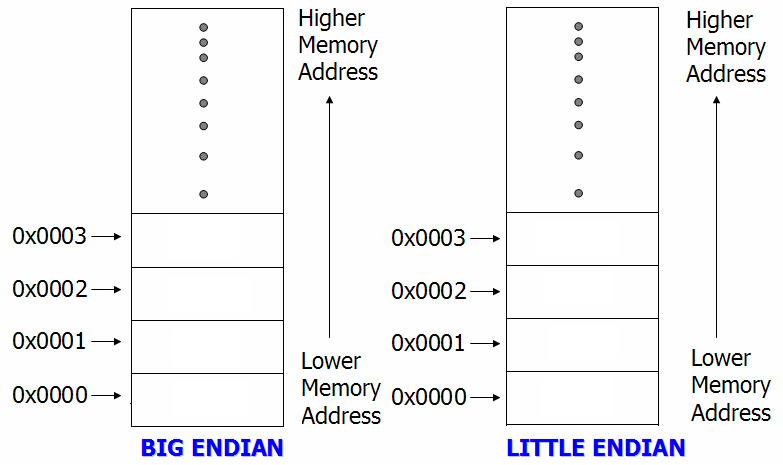 Higher
Memory
Address
0x0003
0x0002
0x0001
0x0000
Lower
Memory
Address
BIG ENDIAN
Higher
Memory
Address
0x0003
0x0002
0x0001
0x0000
Lower
Memory
Address
LITTLE ENDIAN